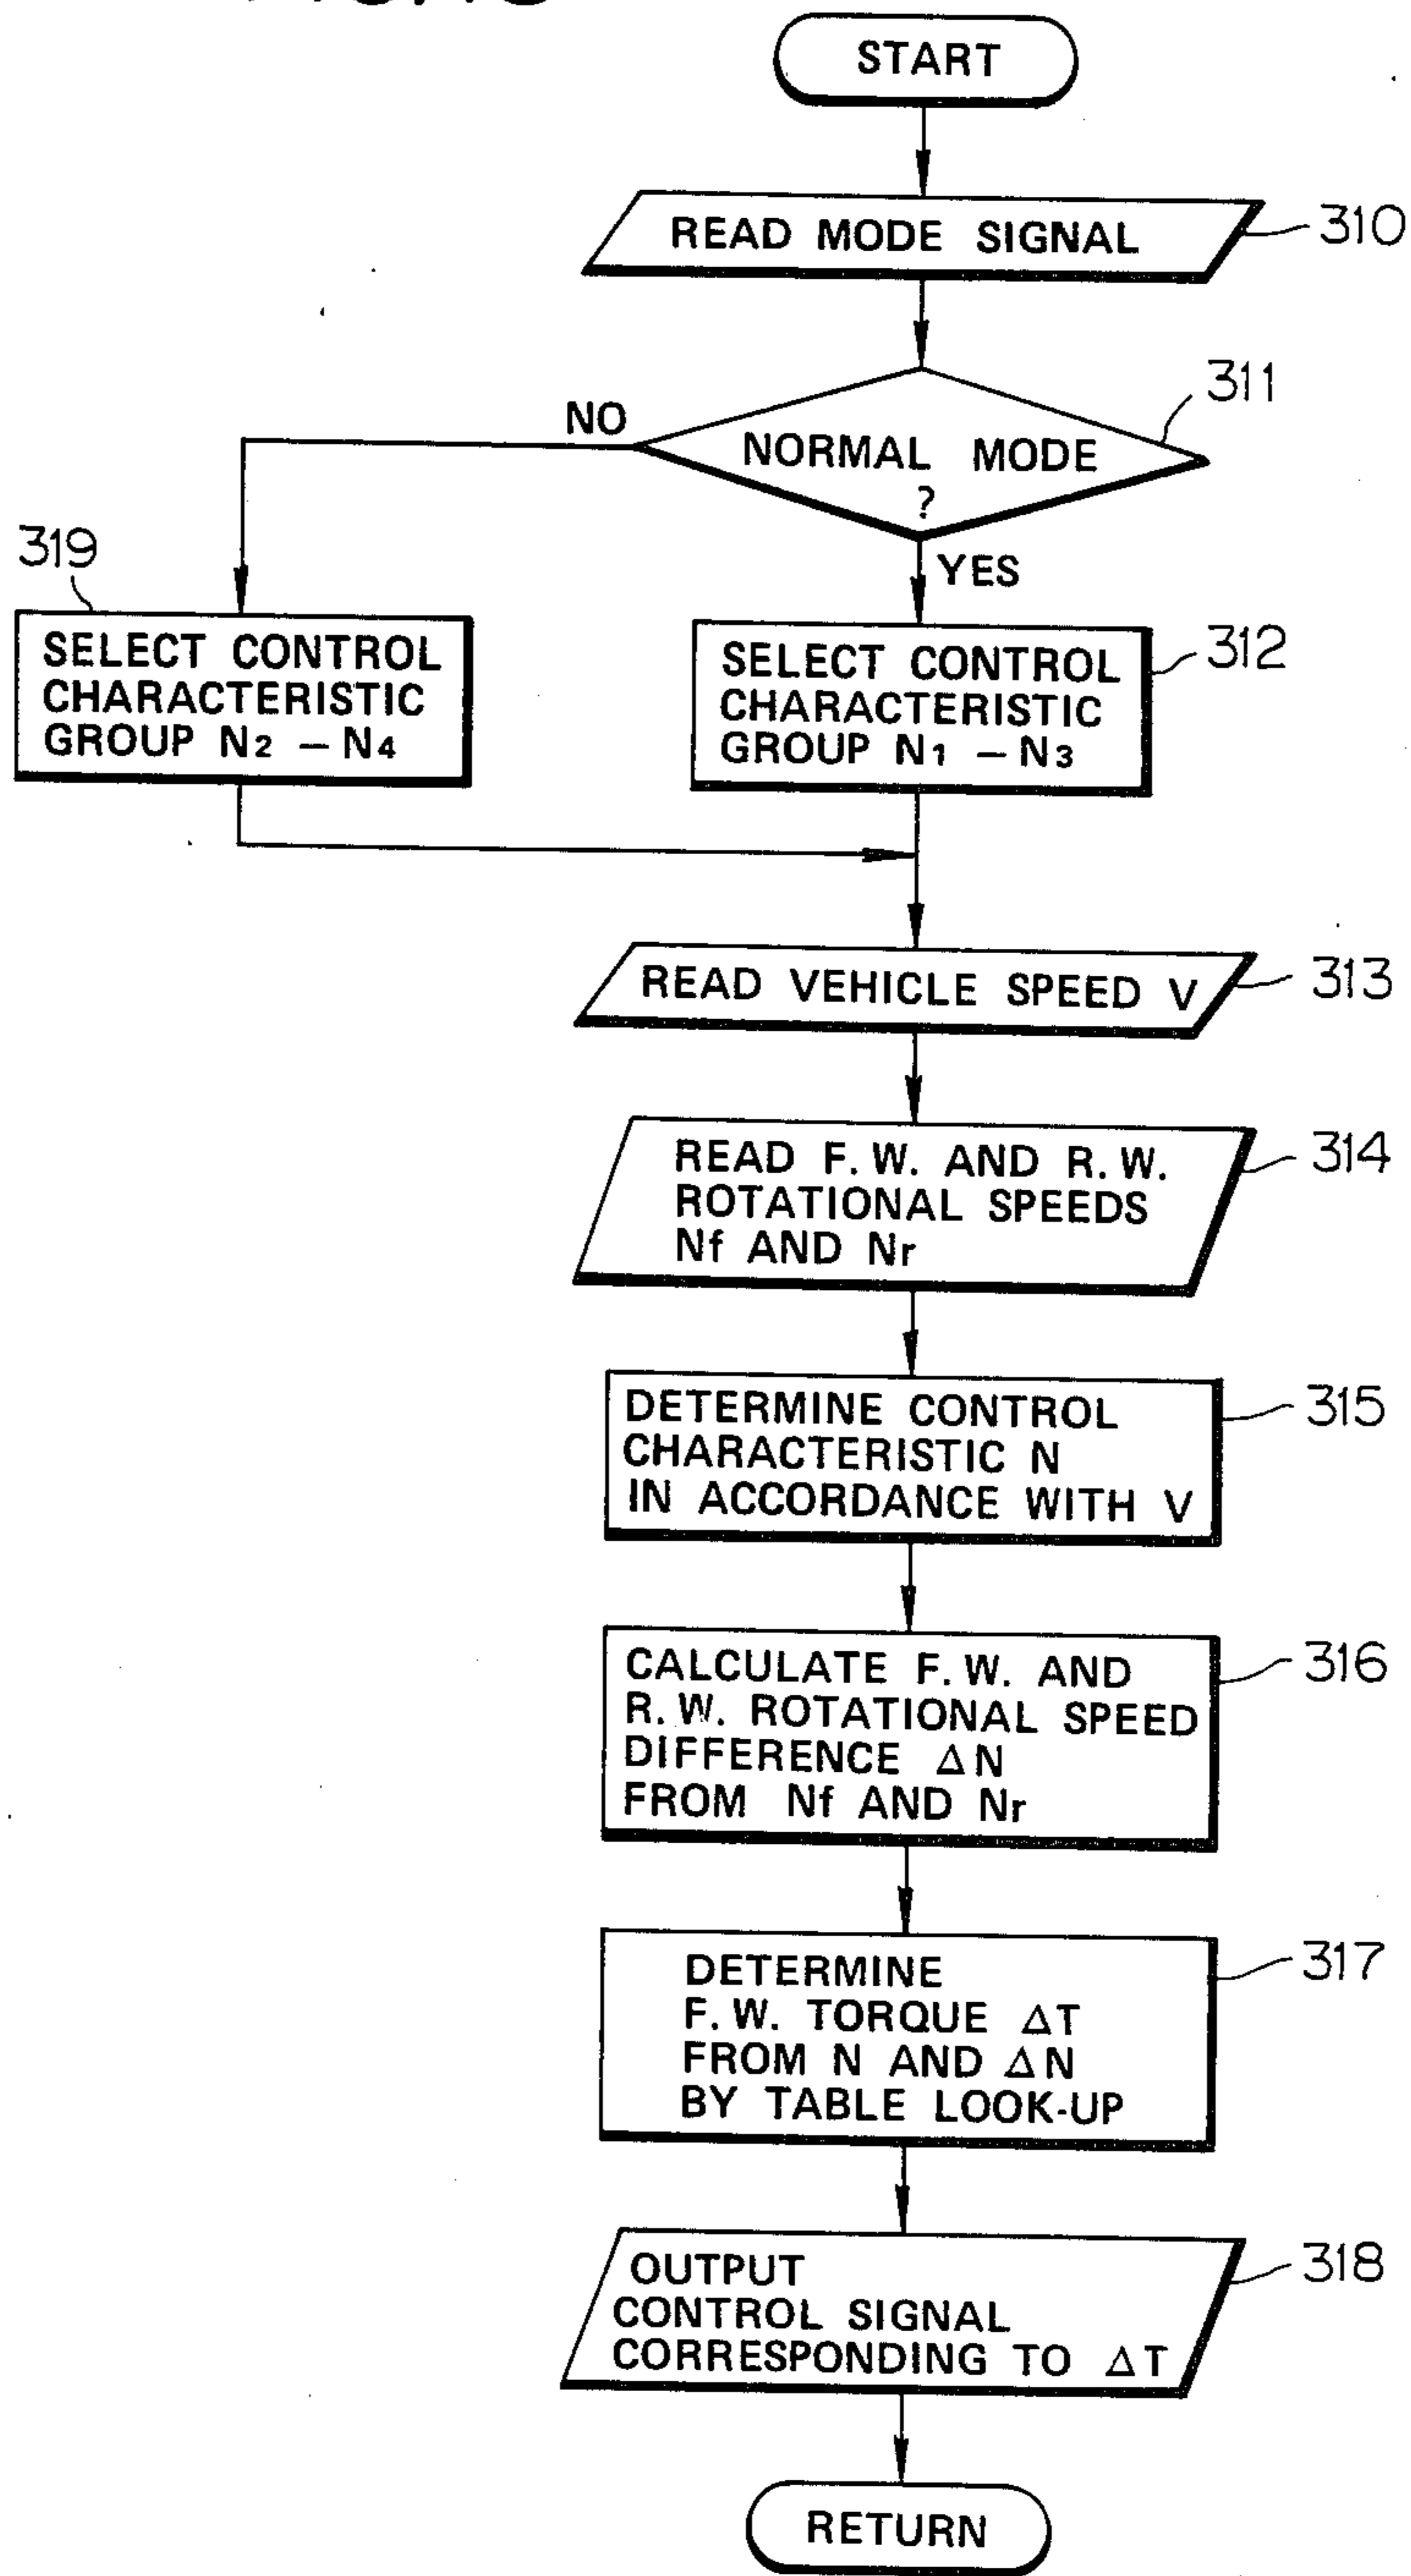 START
READ MODE SIGNAL
310
311
NO
NORMAL MODE
?
YES
319
SELECT CONTROL
CHARACTERISTIC
GROUP N2 – N4
312
SELECT CONTROL
CHARACTERISTIC
GROUP N1 – N3
READ VEHICLE SPEED V
313
READ F.W. AND R.W.
ROTATIONAL SPEEDS
Nf AND Nr
314
DETERMINE CONTROL
CHARACTERISTIC N
IN ACCORDANCE WITH V
315
CALCULATE F.W. AND
R.W. ROTATIONAL SPEED
DIFFERENCE ΔN
FROM Nf AND Nr
316
DETERMINE
F.W. TORQUE ΔT
FROM N AND ΔN
BY TABLE LOOK-UP
317
OUTPUT
CONTROL SIGNAL
CORRESPONDING TO ΔT
318
RETURN